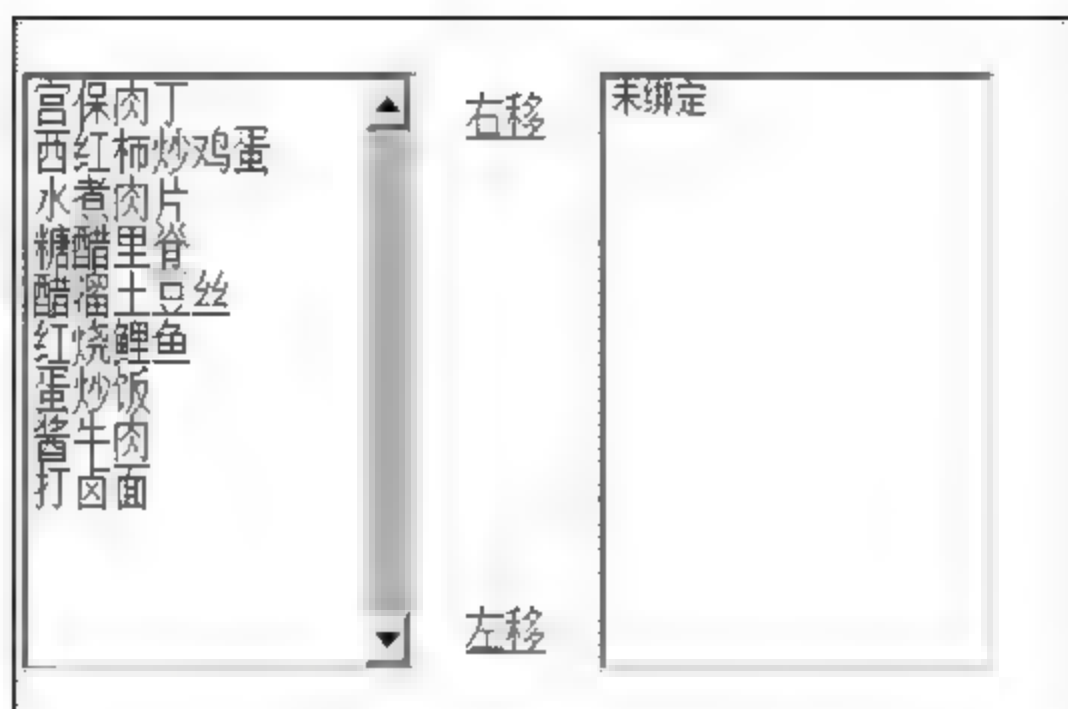 宫保肉丁
西红柿炒鸡蛋
水煮肉片
糖醋里脊
醋溜土豆丝
红烧鲤鱼
蛋炒饭
酱牛肉
打卤面
右移
左移
未绑定